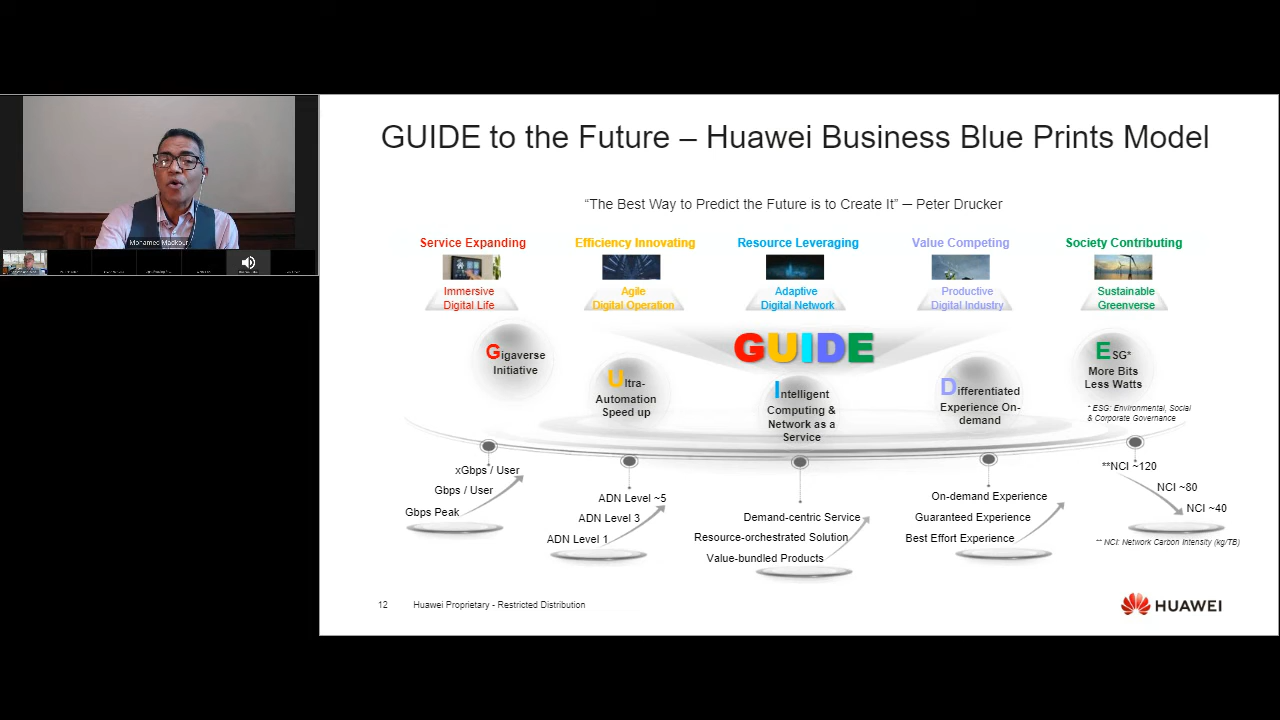 GUIDE to the Future – Huawei Business Blue Prints Model
“The Best Way to Predict the Future is to Create It” ─ Peter Drucker
Service Expanding
Efficiency Innovating
Resource Leveraging
Value Competing
Society Contributing
Immersive
Digital Life
Agile
Digital Operation
Adaptive
Digital Network
Productive
Digital Industry
Sustainable
Greenverse
GUIDE
Gigaverse
Initiative
Ultra-
Automation
Speed up
Intelligent
Computing &
Network as a
Service
Differentiated
Experience On-
demand
ESG*
More Bits
Less Watts
* ESG: Environmental, Social
& Corporate Governance
xGbps / User
Gbps / User
Gbps Peak
ADN Level ~5
ADN Level 3
ADN Level 1
Demand-centric Service
Resource-orchestrated Solution
Value-bundled Products
On-demand Experience
Guaranteed Experience
Best Effort Experience
**NCI ~120
NCI ~80
NCI ~40
** NCI: Network Carbon Intensity (kg/TB)
12
Huawei Proprietary - Restricted Distribution
HUAWEI
Mohamed Madkour